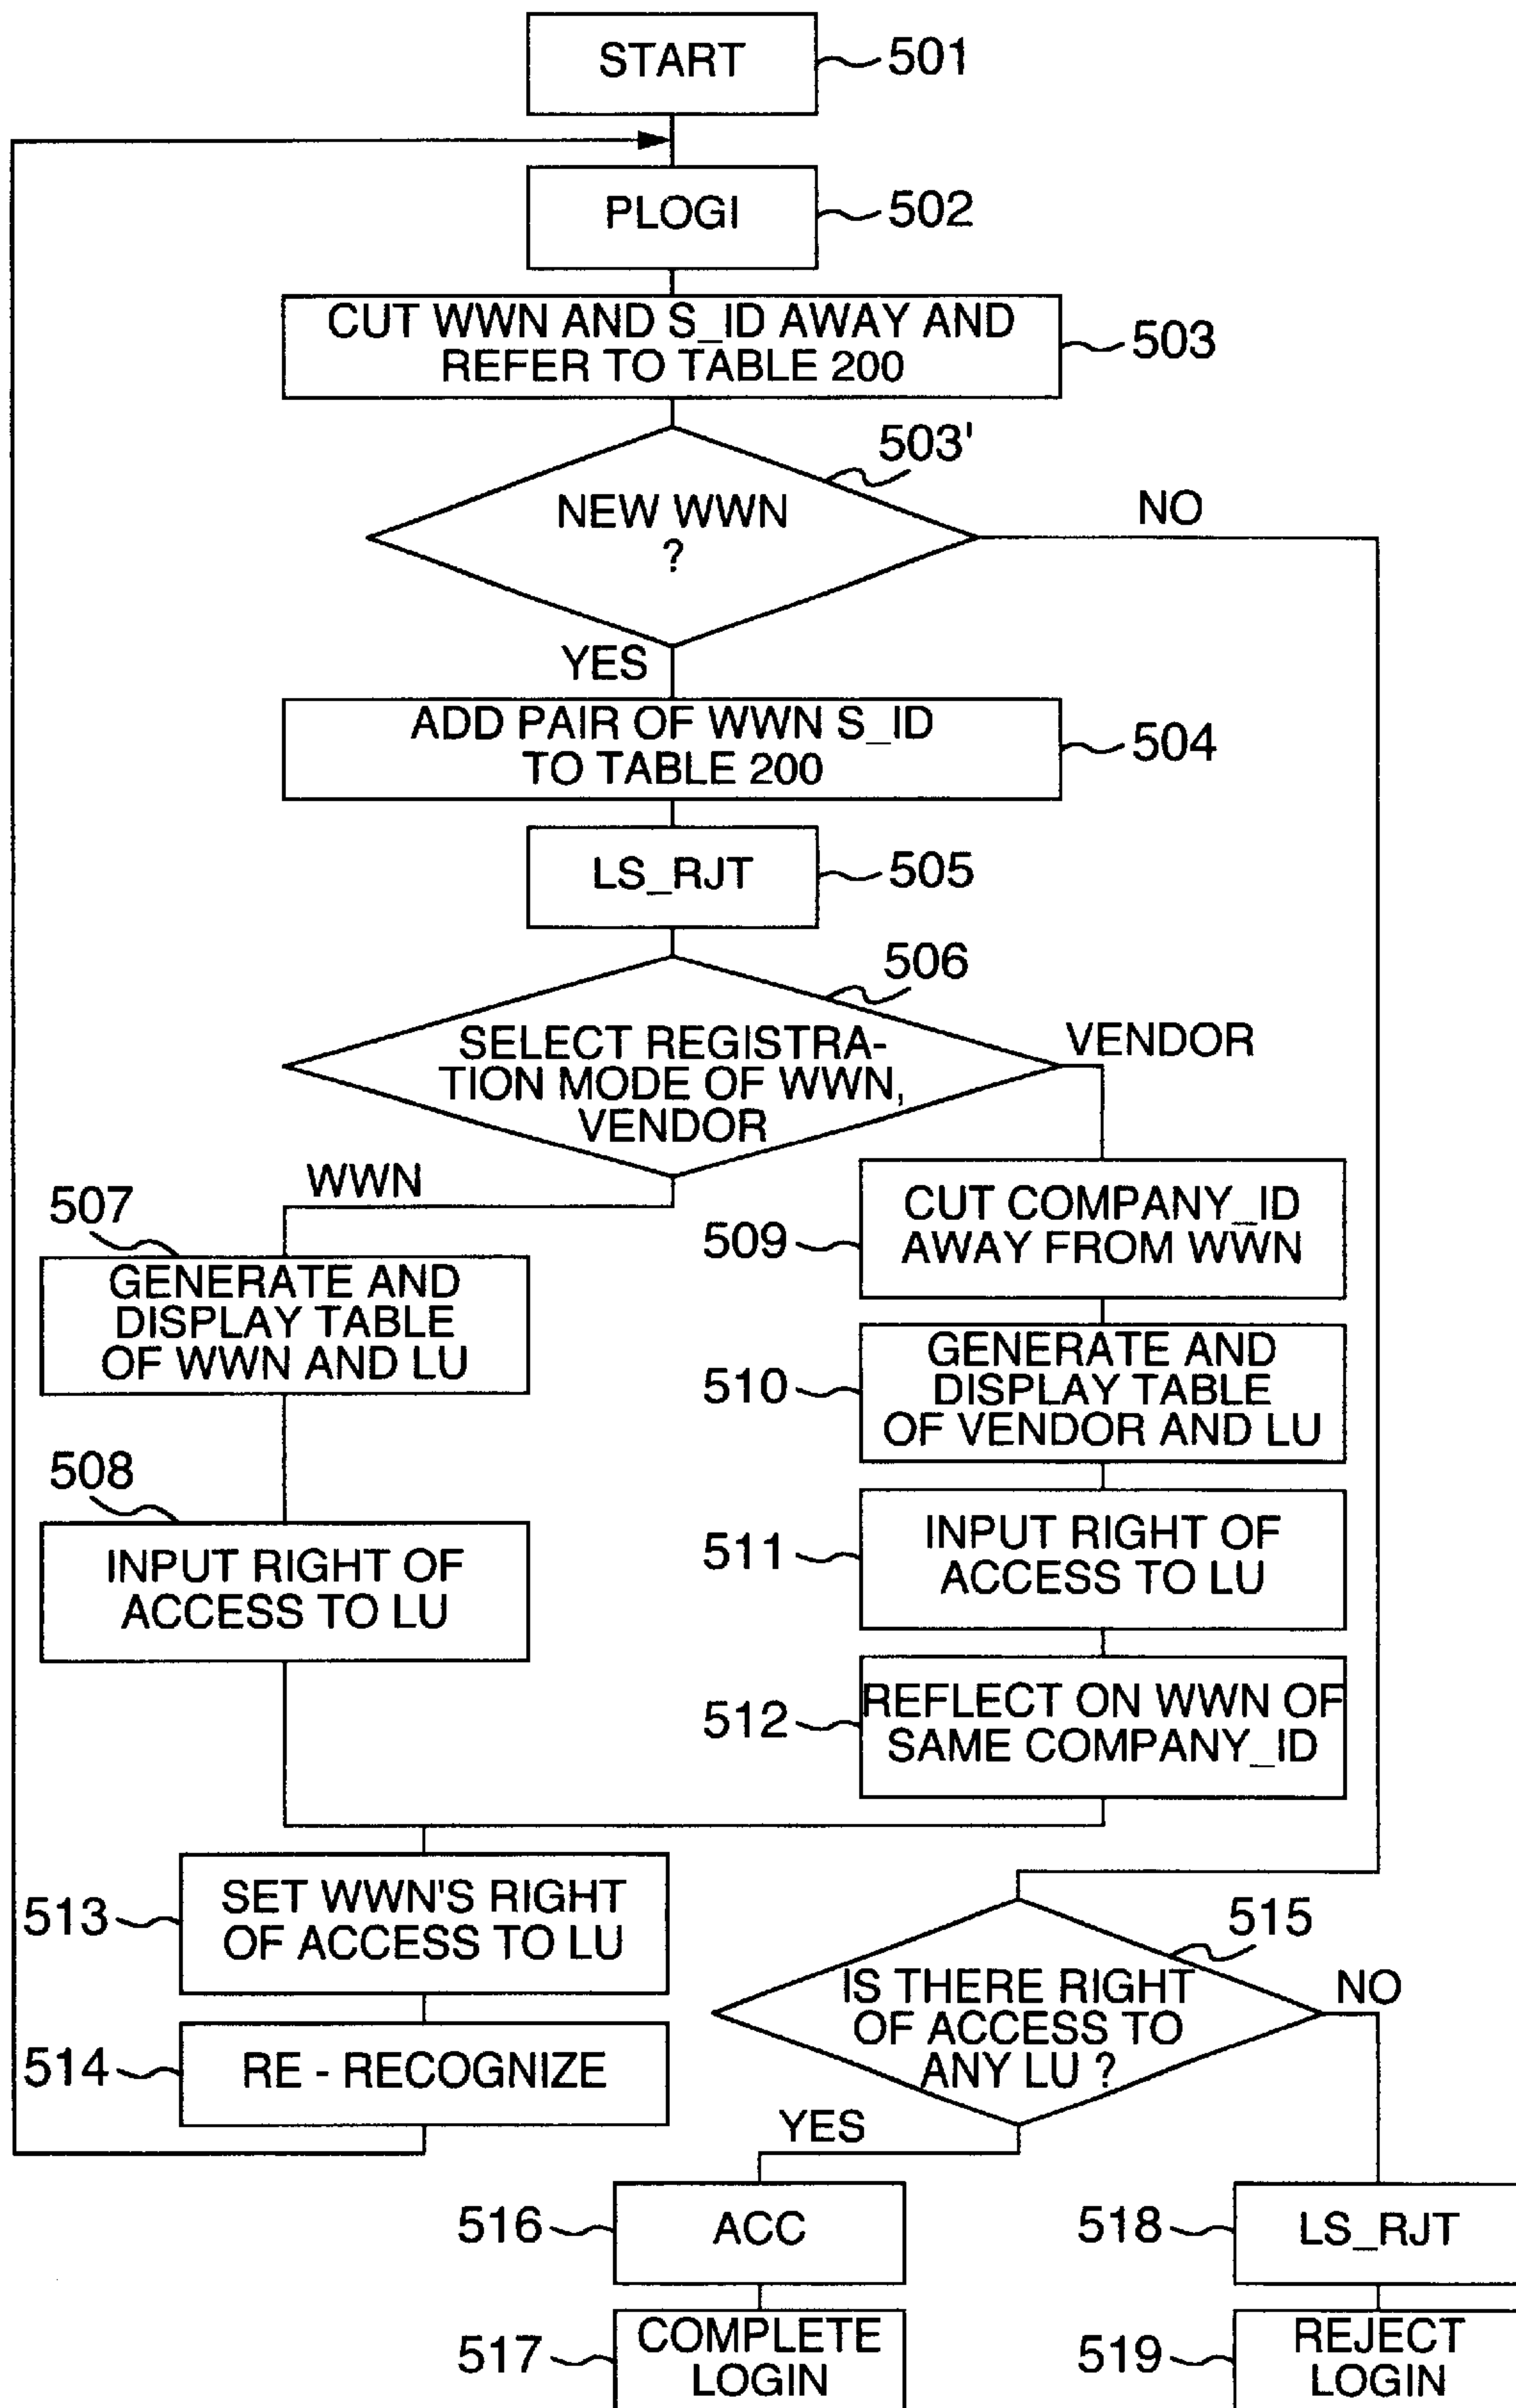 START
501
PLOGI
502
CUT WWN AND S_ID AWAY AND
REFER TO TABLE 200
503
503'
NEW WWN
?
NO
YES
ADD PAIR OF WWN S_ID
TO TABLE 200
504
LS_RJT
505
506
SELECT REGISTRA-
TION MODE OF WWN,
VENDOR
VENDOR
WWN
507
GENERATE AND
DISPLAY TABLE
OF WWN AND LU
509
CUT COMPANY_ID
AWAY FROM WWN
510
GENERATE AND
DISPLAY TABLE
OF VENDOR AND LU
508
INPUT RIGHT OF
ACCESS TO LU
511
INPUT RIGHT OF
ACCESS TO LU
512
REFLECT ON WWN OF
SAME COMPANY_ID
513
SET WWN'S RIGHT
OF ACCESS TO LU
514
RE - RECOGNIZE
515
IS THERE RIGHT
OF ACCESS TO
ANY LU ?
NO
YES
516
ACC
518
LS_RJT
517
COMPLETE
LOGIN
519
REJECT
LOGIN